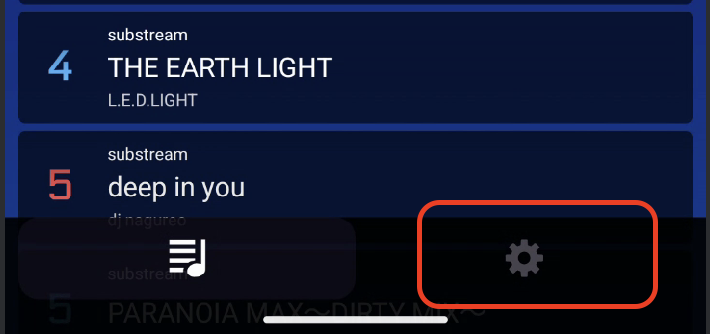 substream
4
THE EARTH LIGHT
L.E.D.LIGHT
substream
5
deep in you
dj nagureo
substream
5
PARANOIA MAX〜DIRTY MIX〜